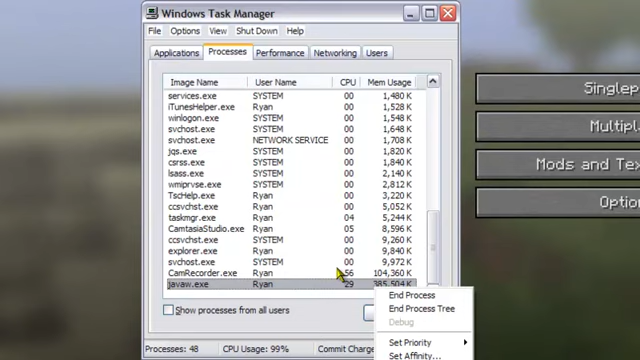 Windows Task Manager
File Options View Shut Down Help
Applications Processes Performance Networking Users
Image Name User Name CPU Mem Usage
services.exe SYSTEM 00 1,480 K
iTunesHelper.exe Ryan 00 1,528 K
winlogon.exe SYSTEM 00 1,568 K
svchost.exe SYSTEM 00 1,648 K
svchost.exe NETWORK SERVICE 00 1,708 K
jqs.exe SYSTEM 00 1,820 K
csrss.exe SYSTEM 00 1,840 K
lsass.exe SYSTEM 00 2,140 K
wmiprvse.exe SYSTEM 00 2,812 K
TscHelp.exe Ryan 00 3,220 K
ccsvchst.exe Ryan 00 5,052 K
taskmgr.exe Ryan 04 5,244 K
CamtasiaStudio.exe Ryan 05 8,596 K
ccsvchst.exe SYSTEM 00 9,260 K
explorer.exe Ryan 00 9,396 K
svchost.exe SYSTEM 00 9,972 K
CamRecorder.exe Ryan 56 104,360 K
javaw.exe Ryan 29 385,504 K
Show processes from all users
End Process
End Process Tree
Debug
Set Priority
Set Affinity...
Processes: 48 CPU Usage: 99% Commit Charge
Singlep
Multipl
Mods and Tex
Option